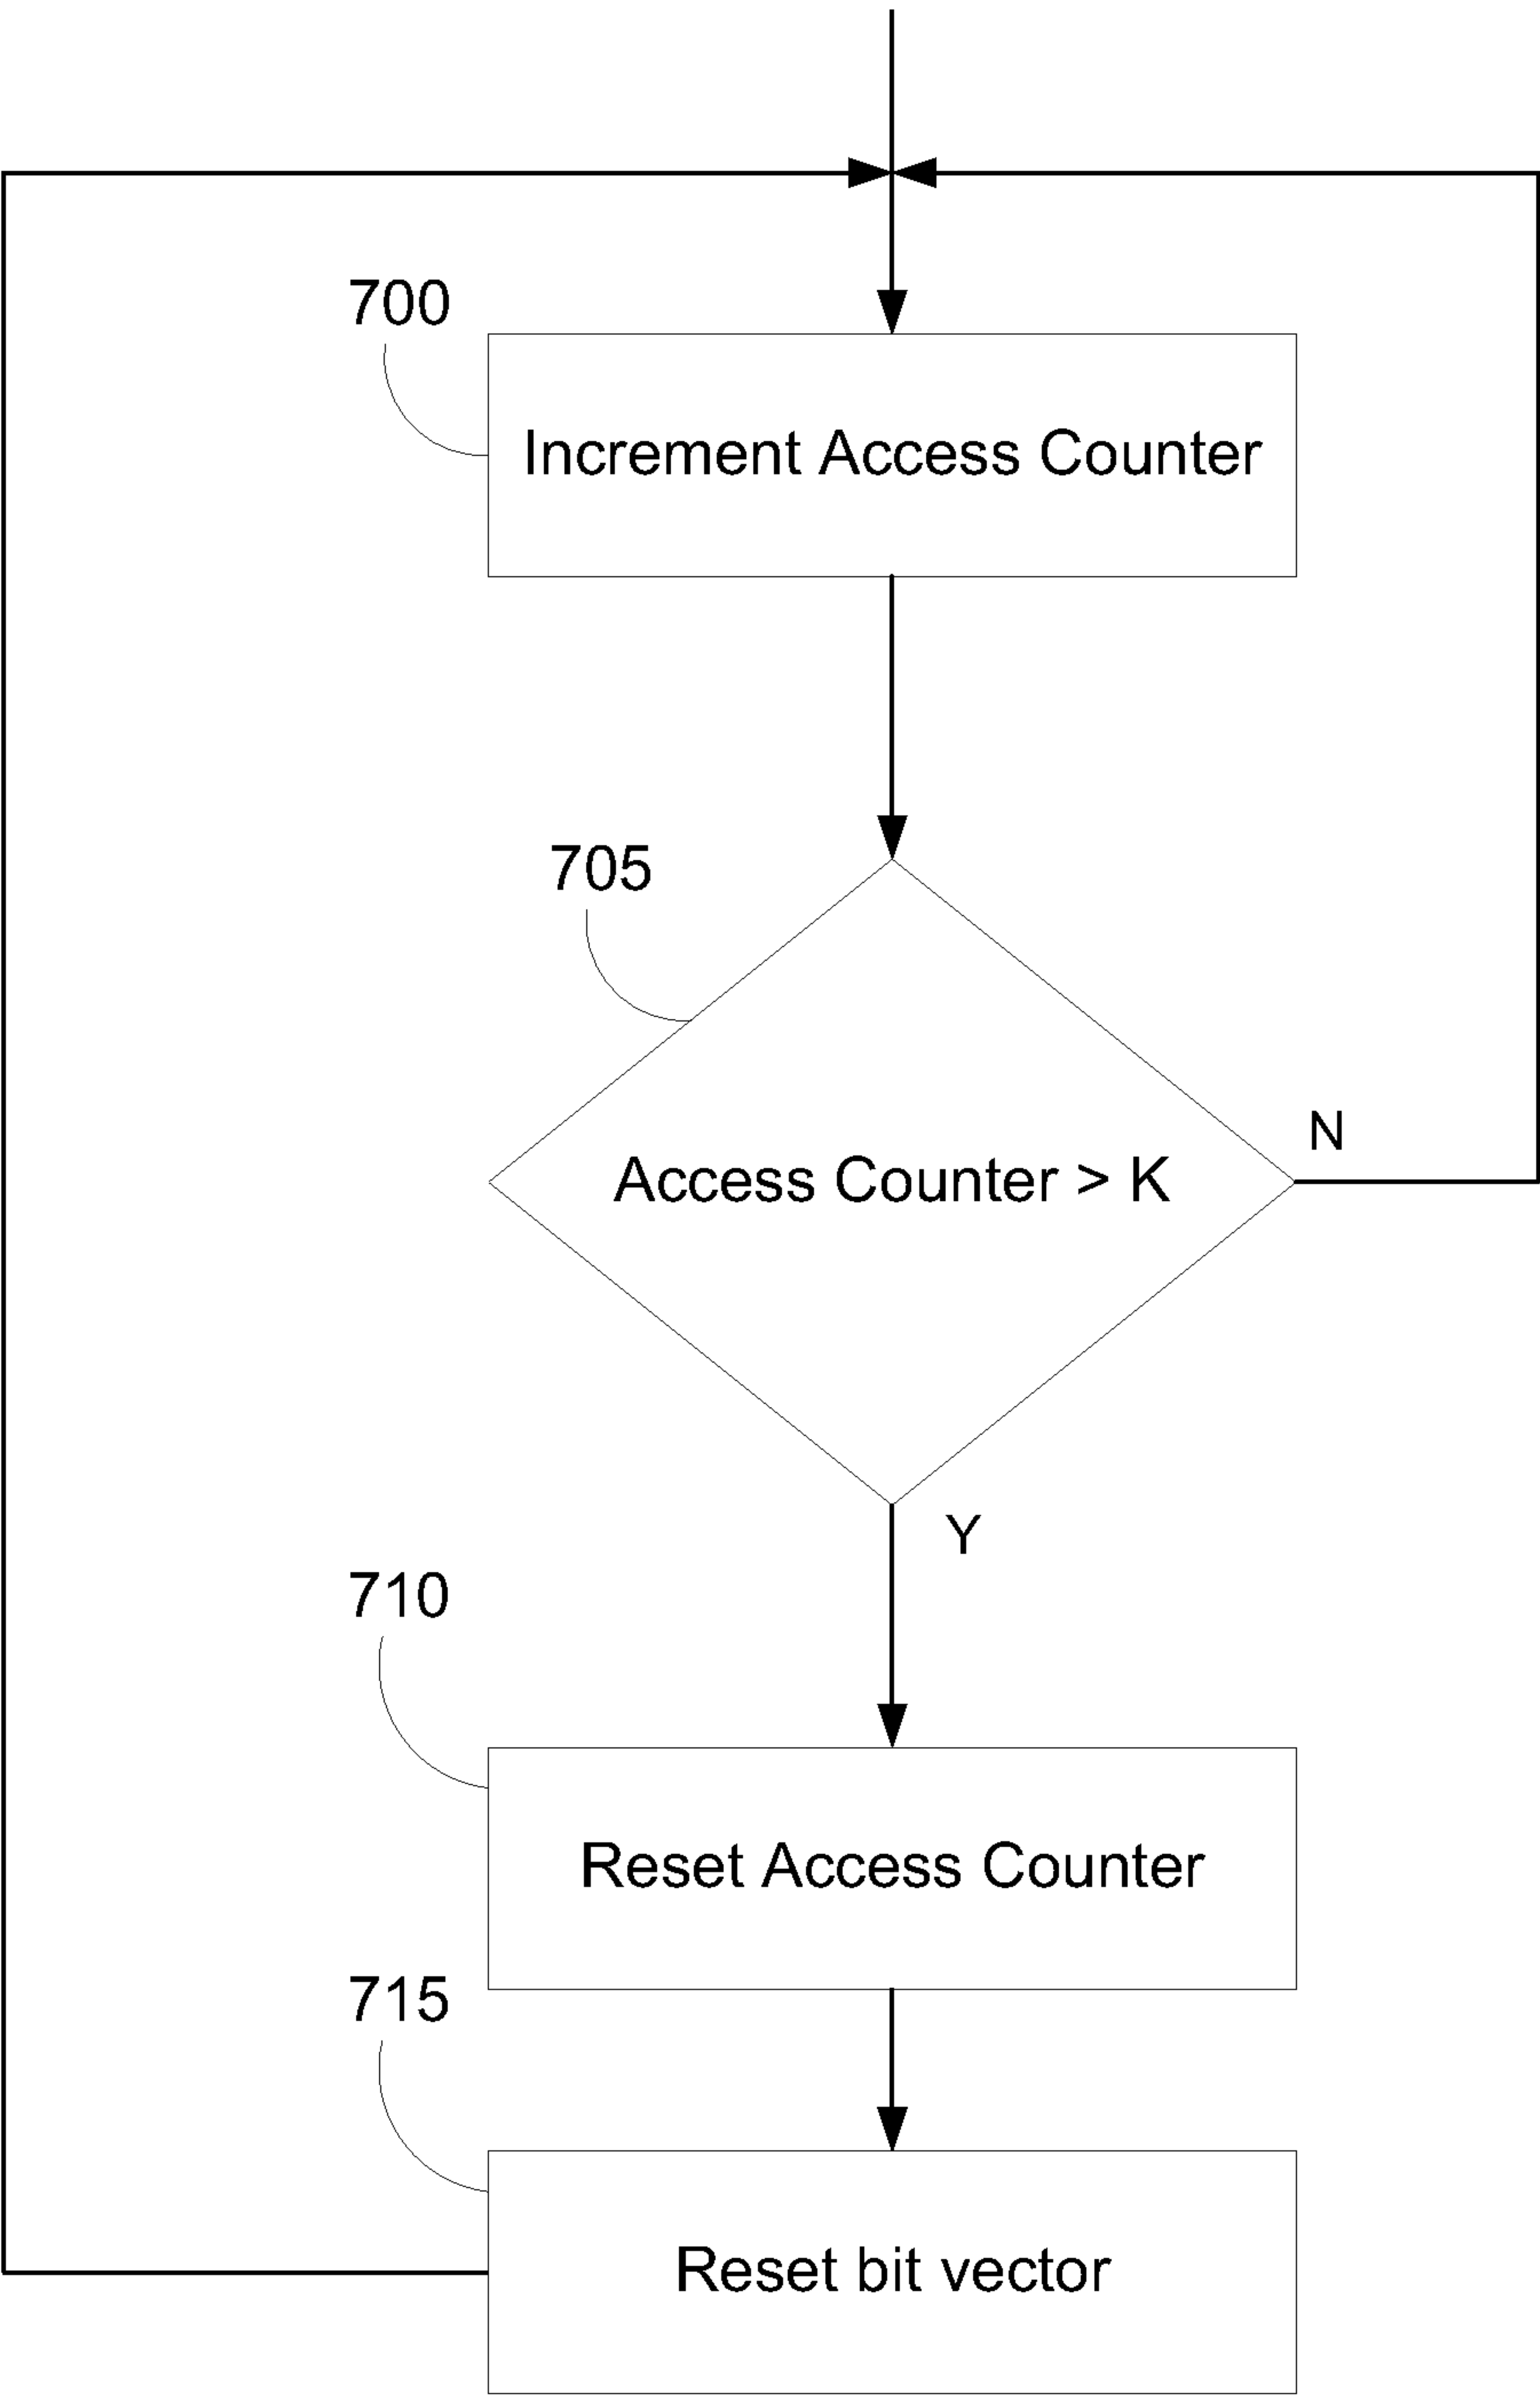 700
Increment Access Counter
705
Access Counter > K
N
Y
710
Reset Access Counter
715
Reset bit vector